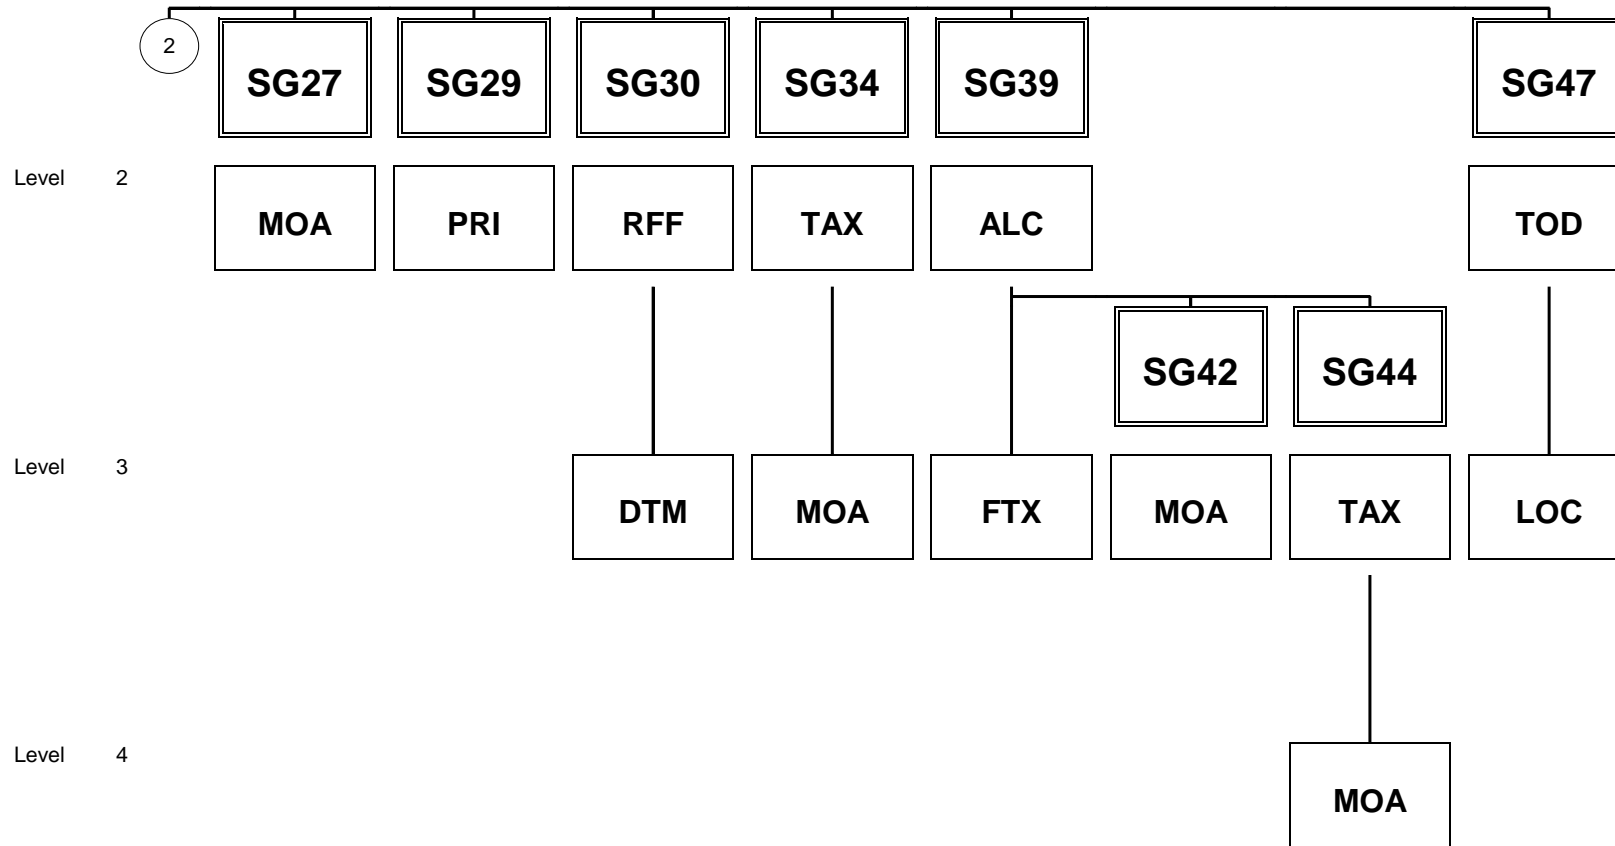 2
SG27 SG29 SG30 SG34 SG39 SG47
Level 2
MOA PRI RFF TAX ALC TOD
SG42 SG44
Level 3
DTM MOA FTX MOA TAX LOC
Level 4
MOA